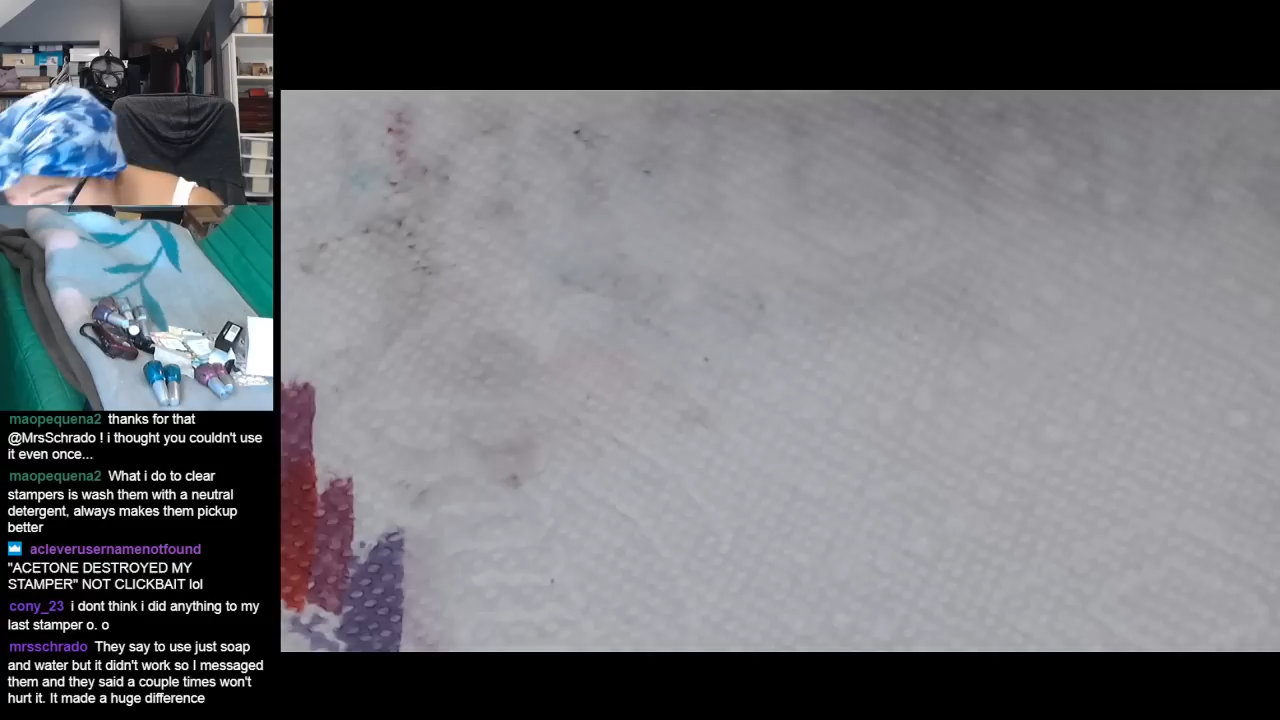 maopequena2 thanks for that
@MrsSchrado ! i thought you couldn't use
it even once...
maopequena2 What i do to clear
stampers is wash them with a neutral
detergent, always makes them pickup
better
acleverusernamenotfound
"ACETONE DESTROYED MY
STAMPER" NOT CLICKBAIT lol
cony_23 i dont think i did anything to my
last stamper o. o
mrsschrado They say to use just soap
and water but it didn't work so I messaged
them and they said a couple times won't
hurt it. It made a huge difference